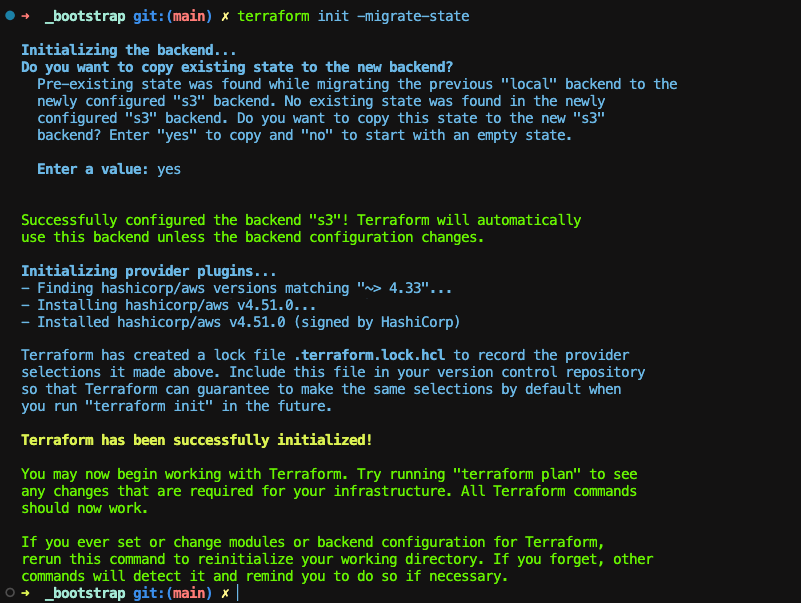 ➜  _bootstrap git:(main) ✗ terraform init -migrate-state
Initializing the backend...
Do you want to copy existing state to the new backend?
Pre-existing state was found while migrating the previous "local" backend to the
newly configured "s3" backend. No existing state was found in the newly
configured "s3" backend. Do you want to copy this state to the new "s3"
backend? Enter "yes" to copy and "no" to start with an empty state.
Enter a value: yes
Successfully configured the backend "s3"! Terraform will automatically
use this backend unless the backend configuration changes.
Initializing provider plugins...
- Finding hashicorp/aws versions matching "~> 4.33"...
- Installing hashicorp/aws v4.51.0...
- Installed hashicorp/aws v4.51.0 (signed by HashiCorp)
Terraform has created a lock file .terraform.lock.hcl to record the provider
selections it made above. Include this file in your version control repository
so that Terraform can guarantee to make the same selections by default when
you run "terraform init" in the future.
Terraform has been successfully initialized!
You may now begin working with Terraform. Try running "terraform plan" to see
any changes that are required for your infrastructure. All Terraform commands
should now work.
If you ever set or change modules or backend configuration for Terraform,
rerun this command to reinitialize your working directory. If you forget, other
commands will detect it and remind you to do so if necessary.
➜  _bootstrap git:(main) ✗